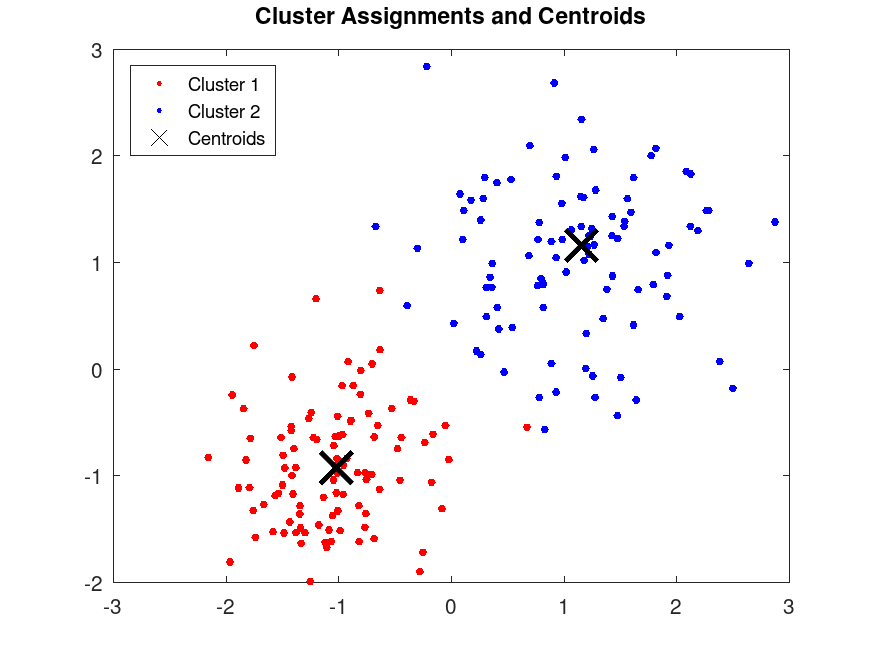 Cluster Assignments and Centroids
3
Cluster 1
Cluster 2
Centroids
2
1
0
-1
-2
-3 -2 -1 0 1 2 3